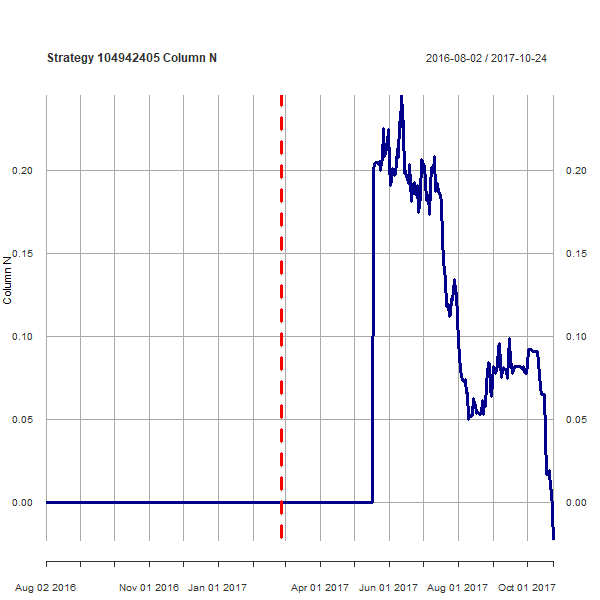 Strategy 104942405 Column N
2016-08-02 / 2017-10-24
Column N
0.20 0.20
0.15 0.15
0.10 0.10
0.05 0.05
0.00 0.00
Aug 02 2016 Nov 01 2016 Jan 01 2017 Apr 01 2017 Jun 01 2017 Aug 01 2017 Oct 01 2017